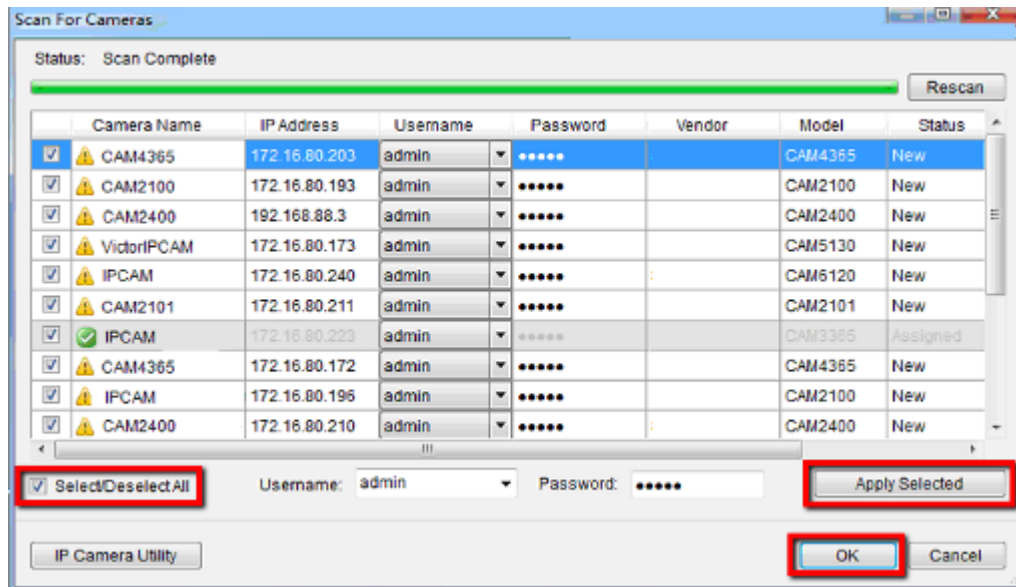 Scan For Cameras
Status: Scan Complete
Rescan
Camera Name IP Address Username Password Vendor Model Status
CAM4365 172.16.80.203 admin ●●●●● CAM4365 New
CAM2100 172.16.80.193 admin ●●●●● CAM2100 New
CAM2400 192.168.88.3 admin ●●●●● CAM2400 New
VictorIPCAM 172.16.80.173 admin ●●●●● CAM5130 New
IPCAM 172.16.80.240 admin ●●●●● CAM6120 New
CAM2101 172.16.80.211 admin ●●●●● CAM2101 New
IPCAM 172.16.80.223 admin ●●●●● CAM3365 Assigned
CAM4365 172.16.80.172 admin ●●●●● CAM4365 New
IPCAM 172.16.80.196 admin ●●●●● CAM2100 New
CAM2400 172.16.80.210 admin ●●●●● CAM2400 New
Select/Deselect All Username: admin Password: ●●●●● Apply Selected
IP Camera Utility OK Cancel